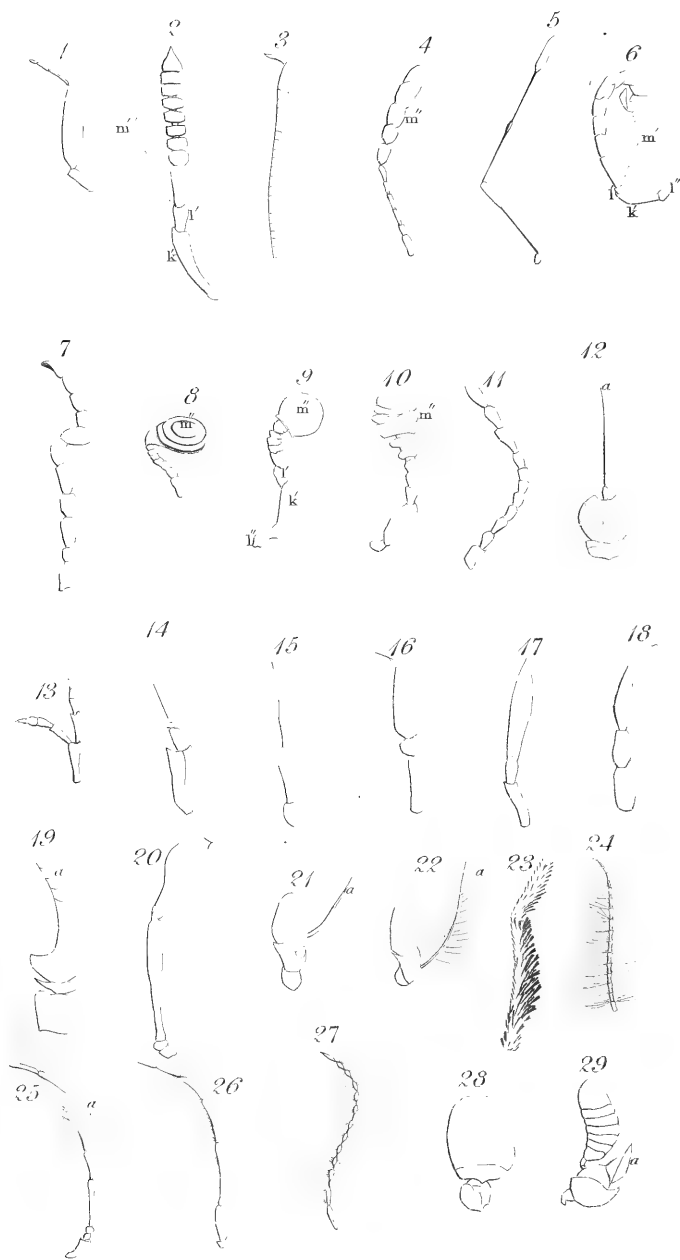 1 2 3 4 5 6
m″ m″ m′
l′ l′ l″
k′ k′
7 8 9 10 11 12
a
m″ m″ m″
l′
k′
l″
13 14 15 16 17 18
19 20 21 22 23 24
a a a
25 26 27 28 29
a a